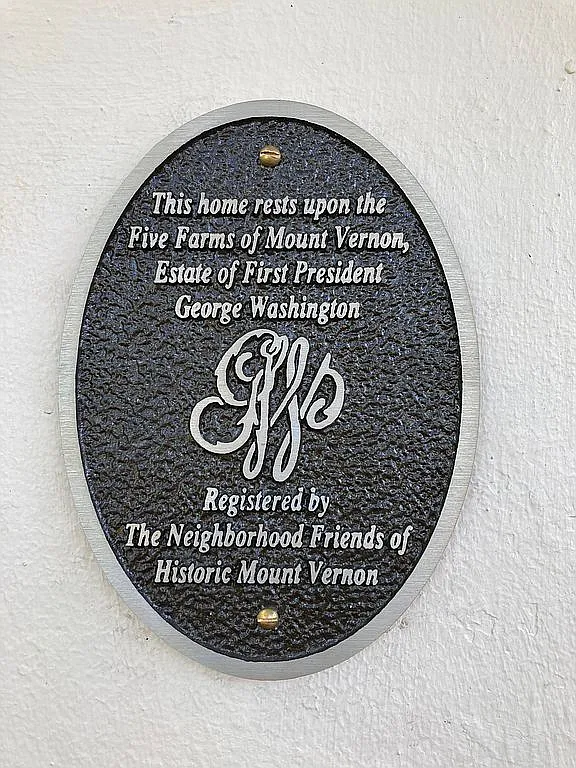 This home rests upon the
Five Farms of Mount Vernon,
Estate of First President
George Washington
Registered by
The Neighborhood Friends of
Historic Mount Vernon